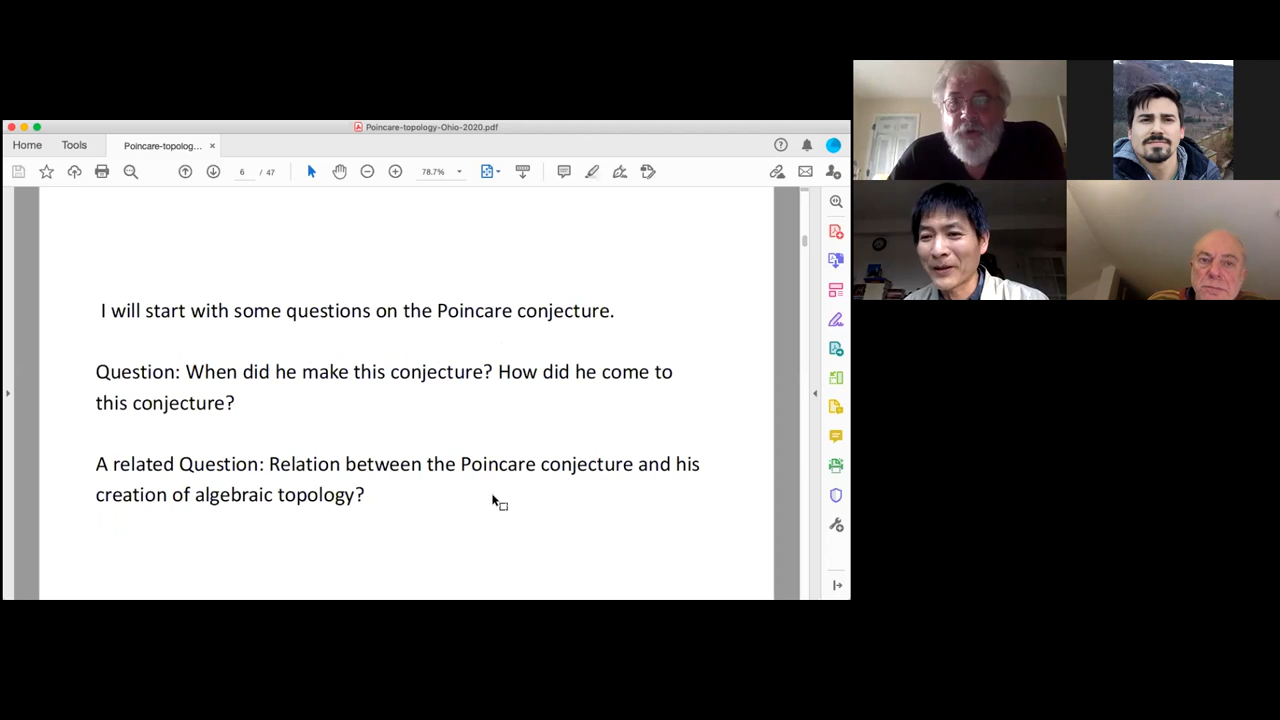 Poincare-topology-Ohio-2020.pdf
Home Tools Poincare-topolog... ×
6 / 47 78.7%
I will start with some questions on the Poincare conjecture.
Question: When did he make this conjecture? How did he come to
this conjecture?
A related Question: Relation between the Poincare conjecture and his
creation of algebraic topology?